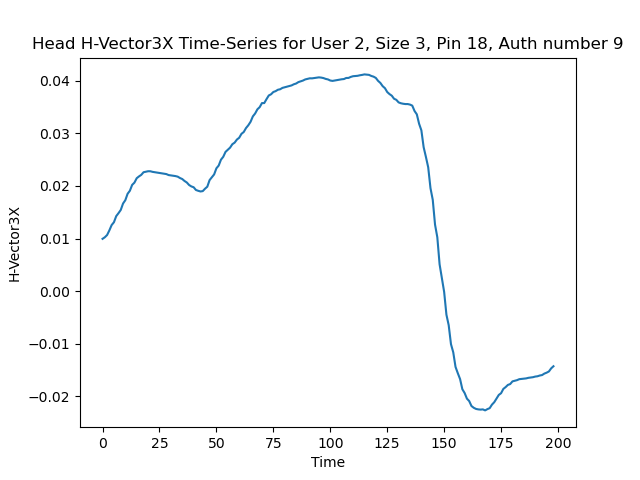 Head H-Vector3X Time-Series for User 2, Size 3, Pin 18, Auth number 9
H-Vector3X
0.04
0.03
0.02
0.01
0.00
−0.01
−0.02
0 25 50 75 100 125 150 175 200
Time